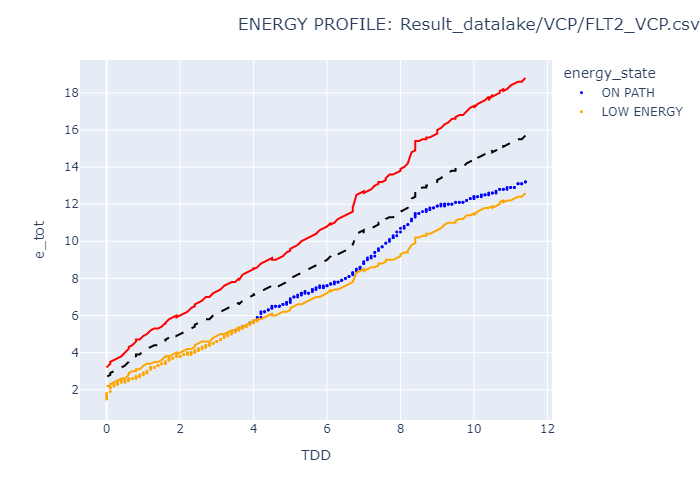 ENERGY PROFILE: Result_datalake/VCP/FLT2_VCP.csv
energy_state
ON PATH
LOW ENERGY
e_tot
18
16
14
12
10
8
6
4
2
0
2
4
6
8
10
12
TDD